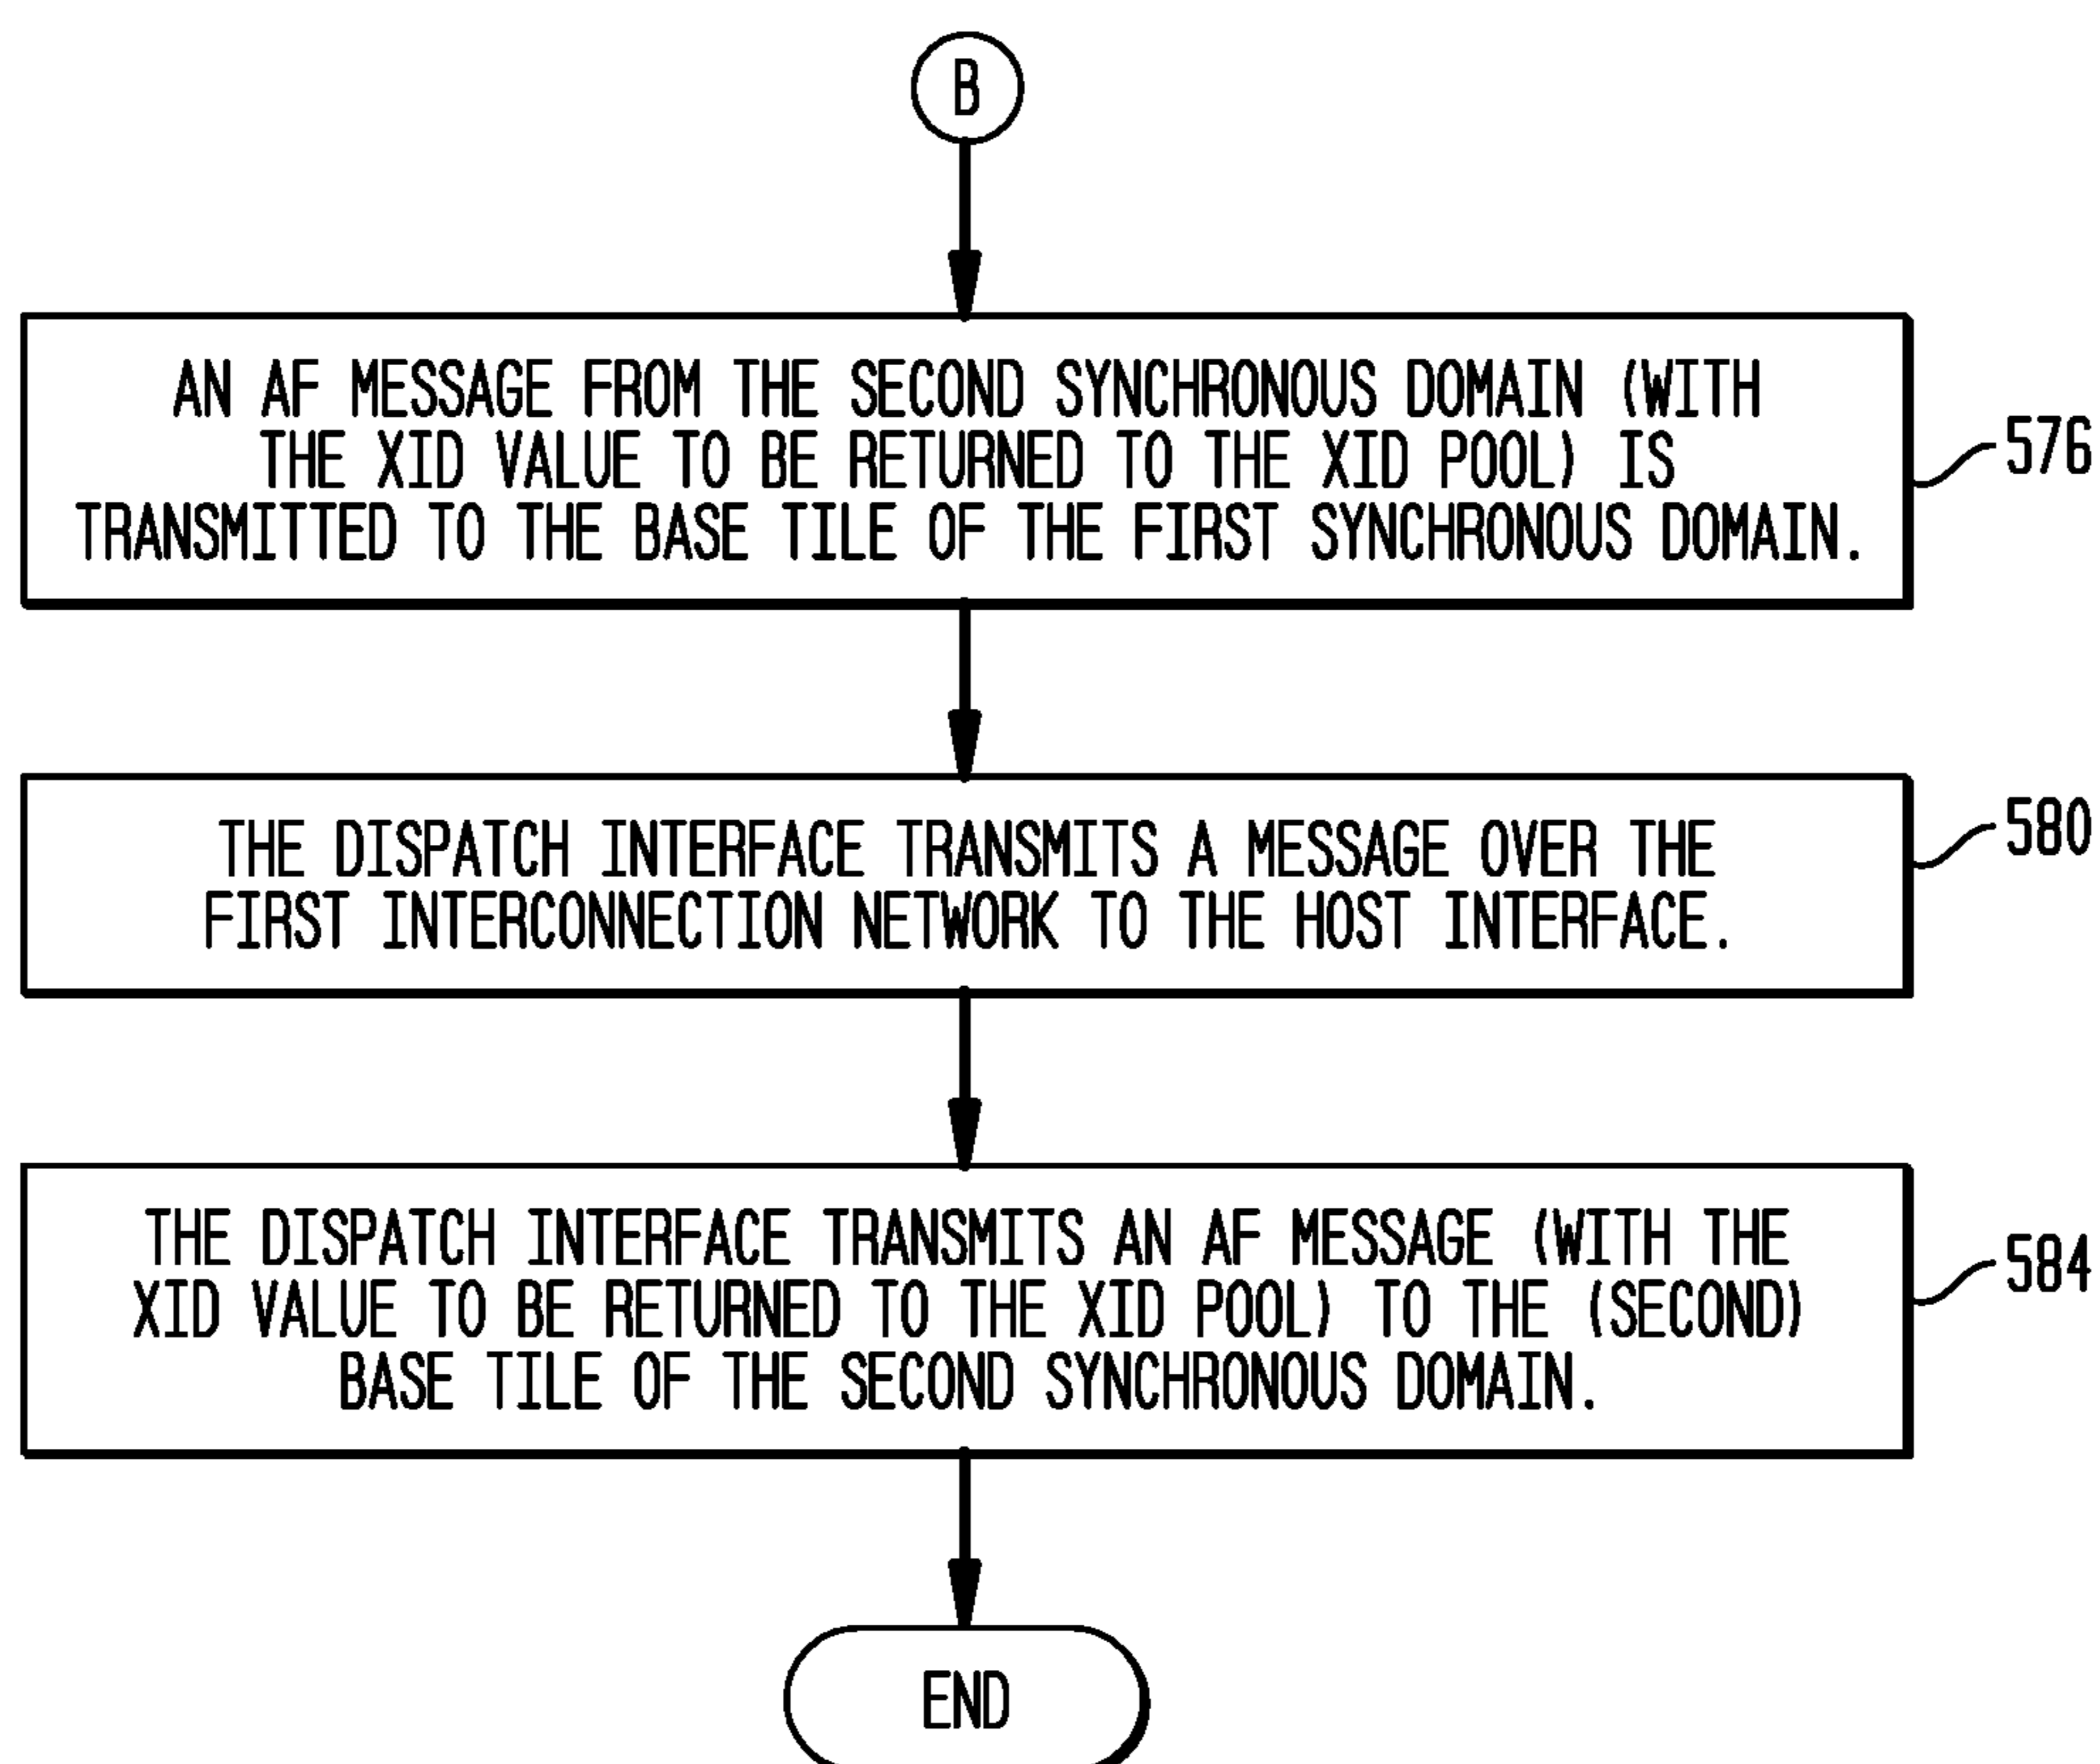 B
AN AF MESSAGE FROM THE SECOND SYNCHRONOUS DOMAIN (WITH
THE XID VALUE TO BE RETURNED TO THE XID POOL) IS
TRANSMITTED TO THE BASE TILE OF THE FIRST SYNCHRONOUS DOMAIN.
576
THE DISPATCH INTERFACE TRANSMITS A MESSAGE OVER THE
FIRST INTERCONNECTION NETWORK TO THE HOST INTERFACE.
580
THE DISPATCH INTERFACE TRANSMITS AN AF MESSAGE (WITH THE
XID VALUE TO BE RETURNED TO THE XID POOL) TO THE (SECOND)
BASE TILE OF THE SECOND SYNCHRONOUS DOMAIN.
584
END